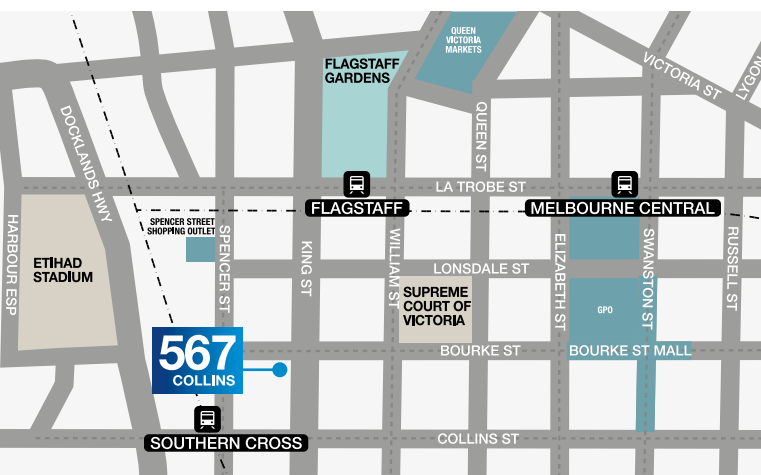 QUEEN
VICTORIA
MARKETS
FLAGSTAFF
GARDENS
VICTORIA ST
LYGON
DOCKLANDS HWY
QUEEN ST
LA TROBE ST
FLAGSTAFF
MELBOURNE CENTRAL
SPENCER STREET
SHOPPING OUTLET
HARBOUR ESP
SPENCER ST
KING ST
WILLIAM ST
ELIZABETH ST
SWANSTON ST
RUSSELL ST
ETIHAD
STADIUM
LONSDALE ST
SUPREME
COURT OF
VICTORIA
GPO
567
COLLINS
BOURKE ST
BOURKE ST MALL
SOUTHERN CROSS
COLLINS ST